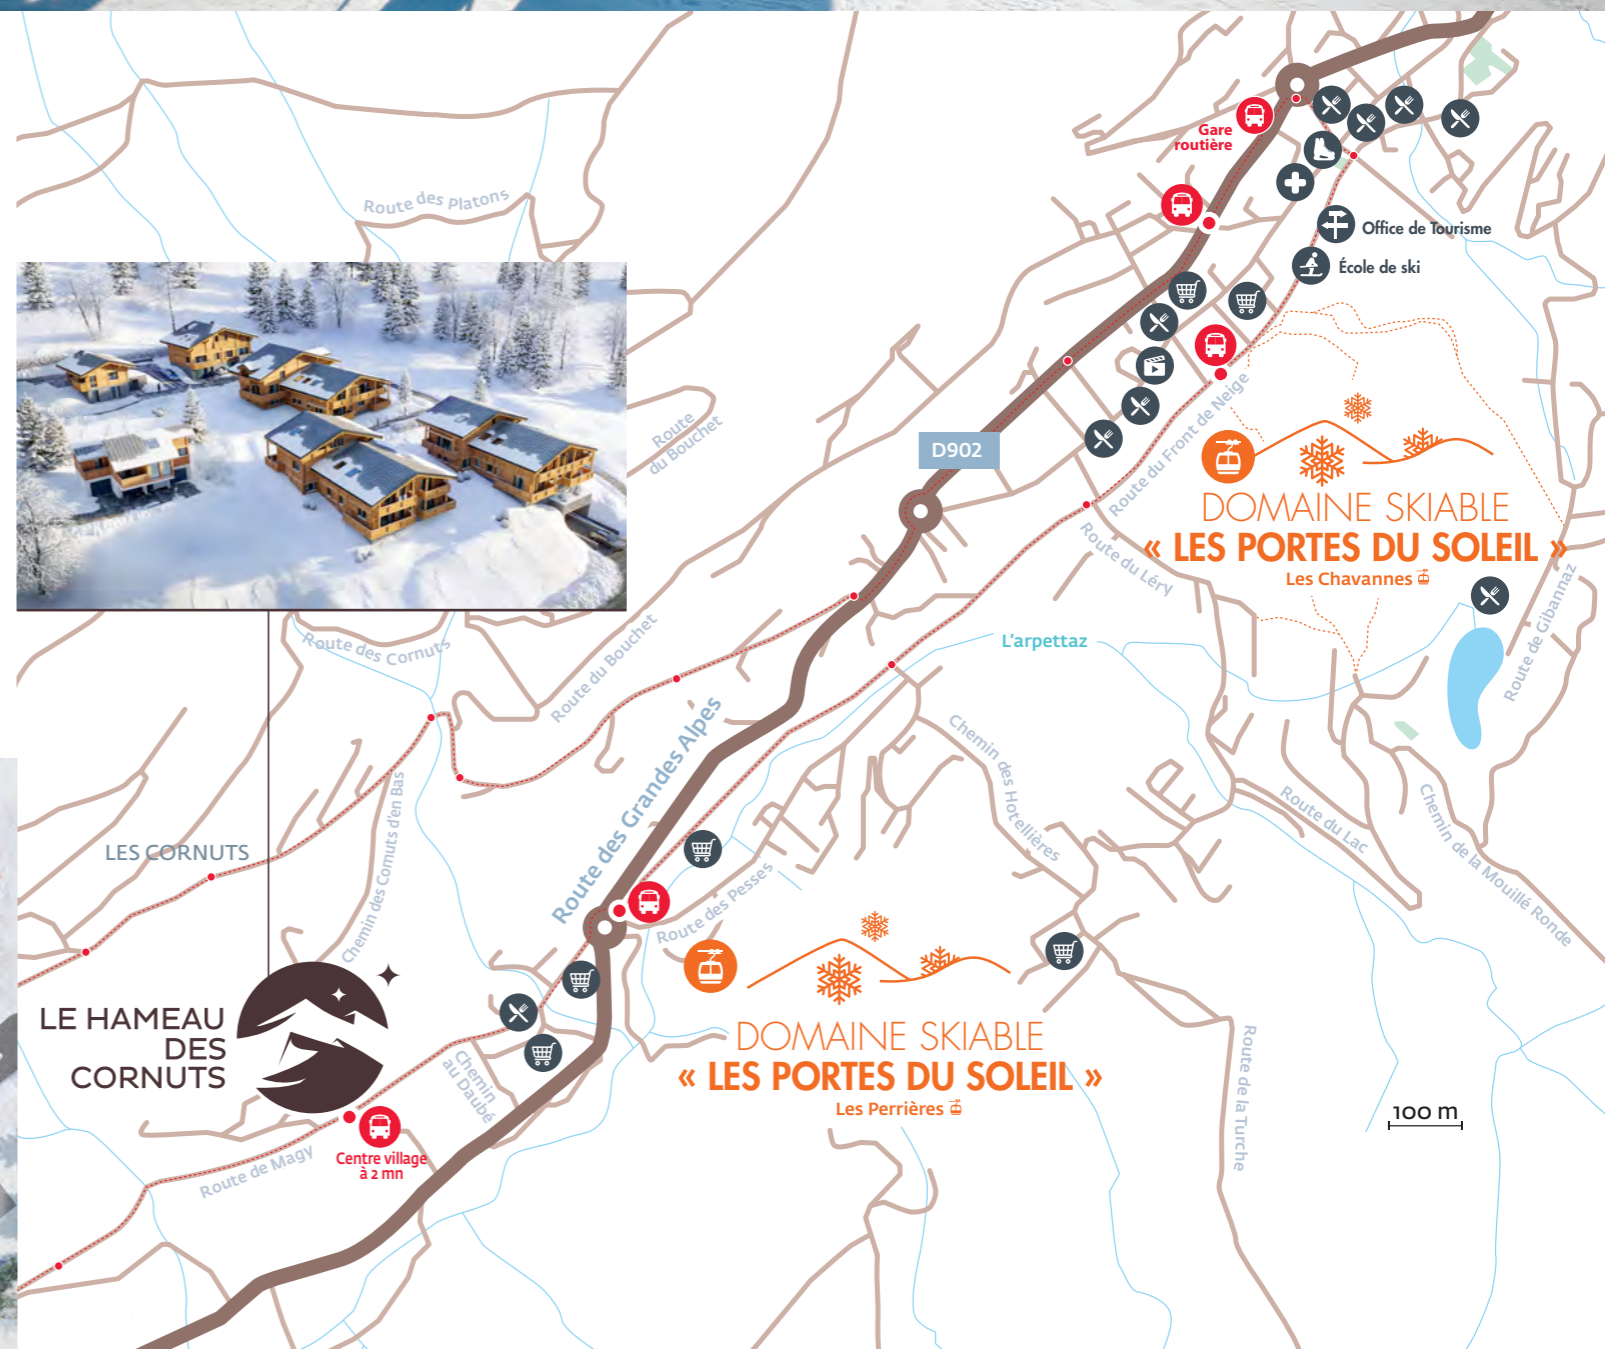 Gare
routière
Route des Platons
Office de Tourisme
École de ski
Route
du Bouchet
D902
Route du Front de Neige
DOMAINE SKIABLE
« LES PORTES DU SOLEIL »
Les Chavannes
Route du Léry
Route de Gibannaz
Route des Cornuts
Route du Bouchet
L'arpettaz
Route des Grandes Alpes
Chemin des Hotellières
Route du Lac
Chemin de la Mouillé Ronde
Chemin des Cornuts d'en Bas
LES CORNUTS
Route des Pesses
LE HAMEAU
DES
CORNUTS
DOMAINE SKIABLE
« LES PORTES DU SOLEIL »
Les Perrières
Chemin
au Daubé
Route de la Turche
100 m
Centre village
à 2 mn
Route de Magy